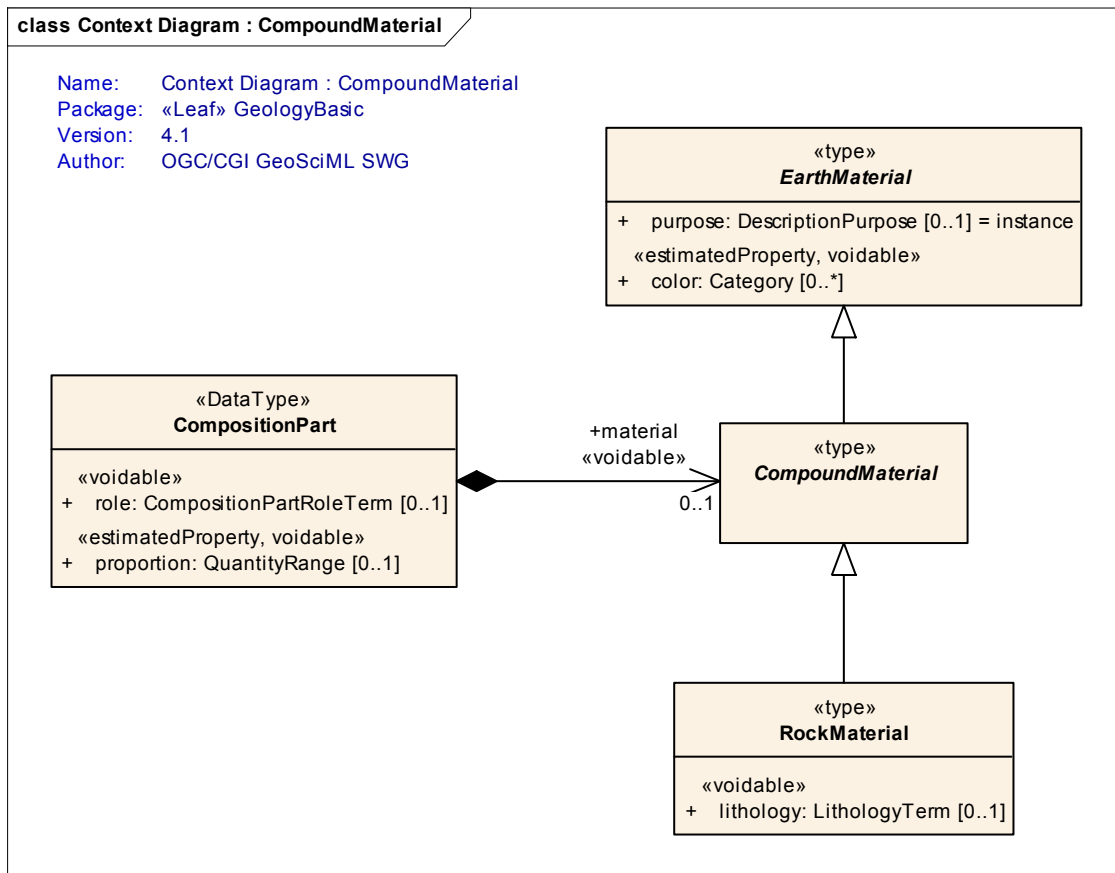 class Context Diagram : CompoundMaterial
Name: Context Diagram : CompoundMaterial
Package: «Leaf» GeologyBasic
Version: 4.1
Author: OGC/CGI GeoSciML SWG
«type»
EarthMaterial
+ purpose: DescriptionPurpose [0..1] = instance
«estimatedProperty, voidable»
+ color: Category [0..*]
«DataType»
CompositionPart
«voidable»
+ role: CompositionPartRoleTerm [0..1]
«estimatedProperty, voidable»
+ proportion: QuantityRange [0..1]
+material
«voidable»
0..1
«type»
CompoundMaterial
«type»
RockMaterial
«voidable»
+ lithology: LithologyTerm [0..1]